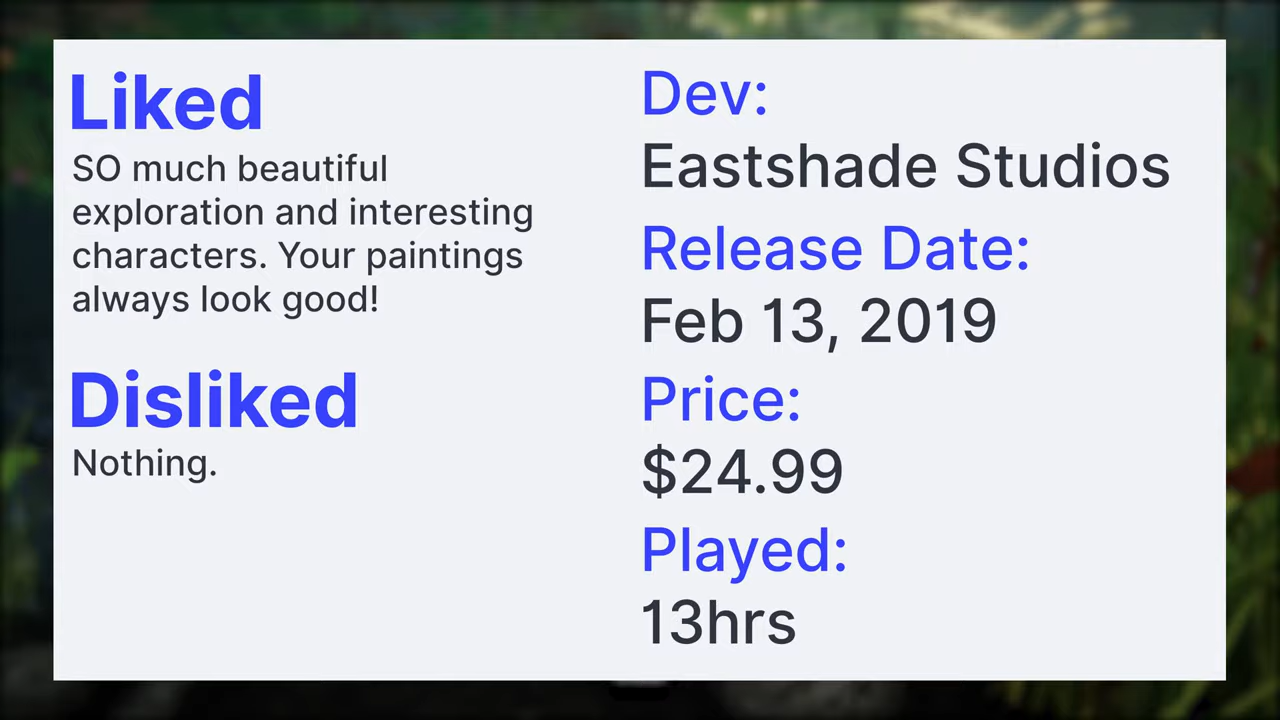 Liked
SO much beautiful
exploration and interesting
characters. Your paintings
always look good!
Disliked
Nothing.
Dev:
Eastshade Studios
Release Date:
Feb 13, 2019
Price:
$24.99
Played:
13hrs